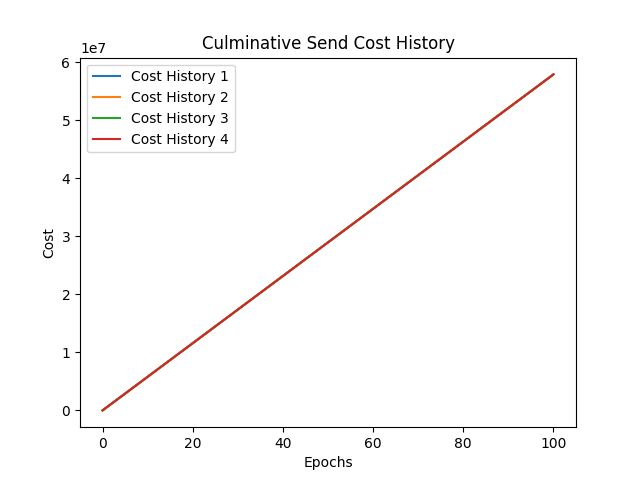 Culminative Send Cost History
1e7
Cost History 1
Cost History 2
Cost History 3
Cost History 4
6
5
4
3
2
1
0
Cost
0 20 40 60 80 100
Epochs